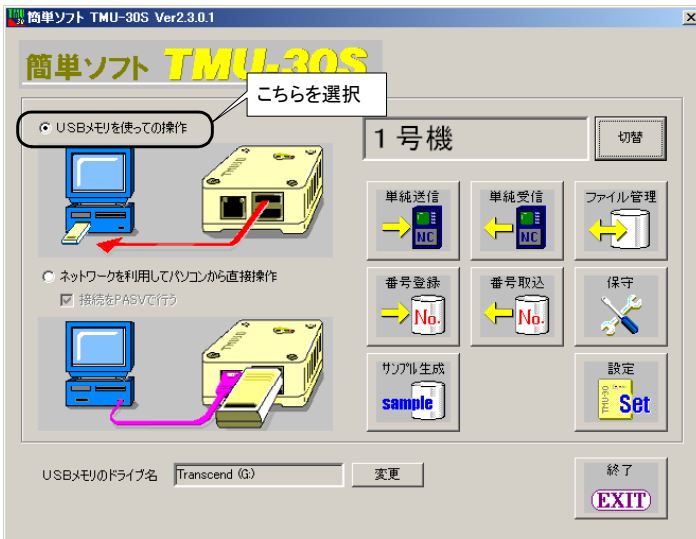 簡単ソフト TMU-30S Ver2.3.0.1
簡単ソフト TMU-30S
こちらを選択
USBメモリを使っての操作
1号機
切替
単純送信
単純受信
ファイル管理
NC
NC
ネットワークを利用してパソコンから直接操作
接続をPASVで行う
番号登録
番号取込
保守
No.
No.
サンプル生成
設定
sample
TMU-30
Set
USBメモリのドライブ名
Transcend (G:)
変更
終了
EXIT